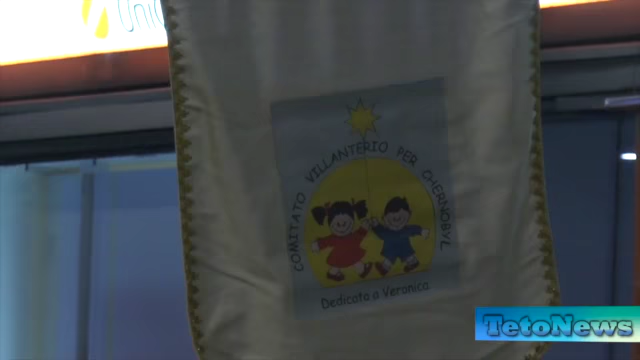 COMITATO VILLANTERIO PER CHERNOBYL
Dedicata a Veronica
TetoNews